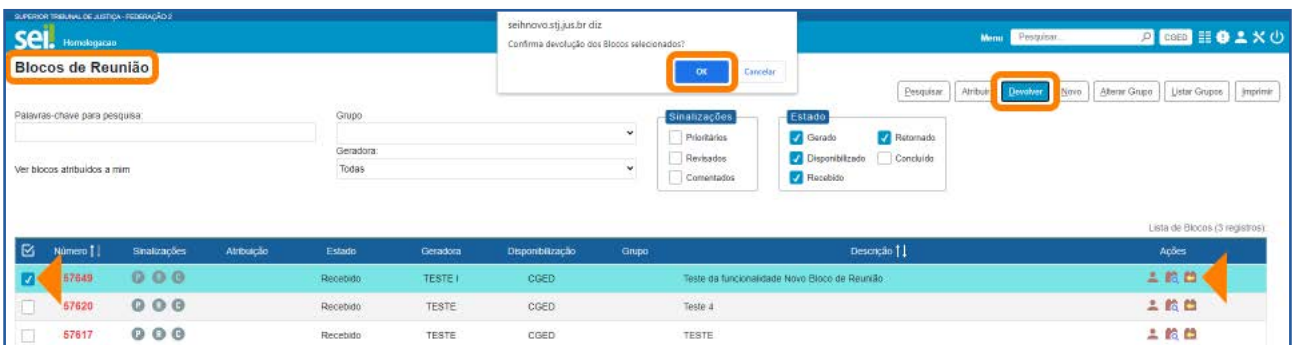 SUPERIOR TRIBUNAL DE JUSTIÇA - FEDERAÇÃO 2
sei. Homologacao
seihnovo.stj.jus.br diz
Confirma devolução dos Blocos selecionados?
OK Cancelar
Menu Pesquisar... CGED
Blocos de Reunião
Pesquisar Atribuir Devolver Novo Alterar Grupo Listar Grupos Imprimir
Palavras-chave para pesquisa:
Grupo
Geradora:
Todas
Ver blocos atribuídos a mim
Sinalizações
Prioritários
Revisados
Comentados
Estado
Gerado Retornado
Disponibilizado Concluído
Recebido
Lista de Blocos (3 registros):
Número Sinalizações Atribuição Estado Geradora Disponibilização Grupo Descrição Ações
57649 P R C Recebido TESTE I CGED Teste da funcionalidade Novo Bloco de Reunião
57620 P R C Recebido TESTE CGED Teste 4
57617 P R C Recebido TESTE CGED TESTE